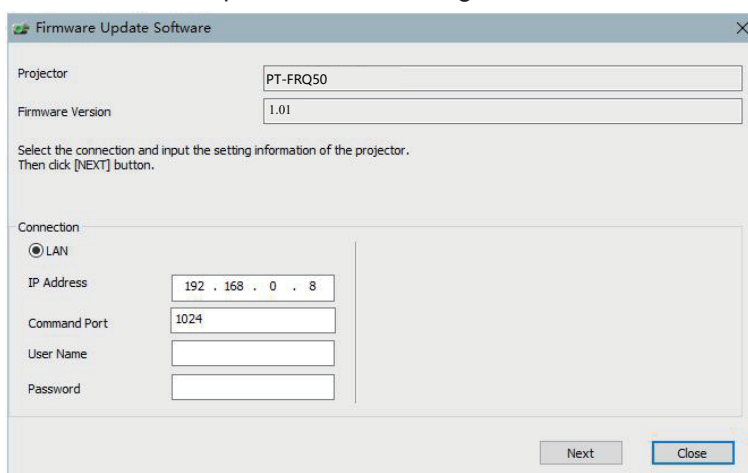 Firmware Update Software
Projector PT-FRQ50
Firmware Version 1.01
Select the connection and input the setting information of the projector.
Then click [NEXT] button.
Connection
LAN
IP Address 192 . 168 . 0 . 8
Command Port 1024
User Name
Password
Next Close